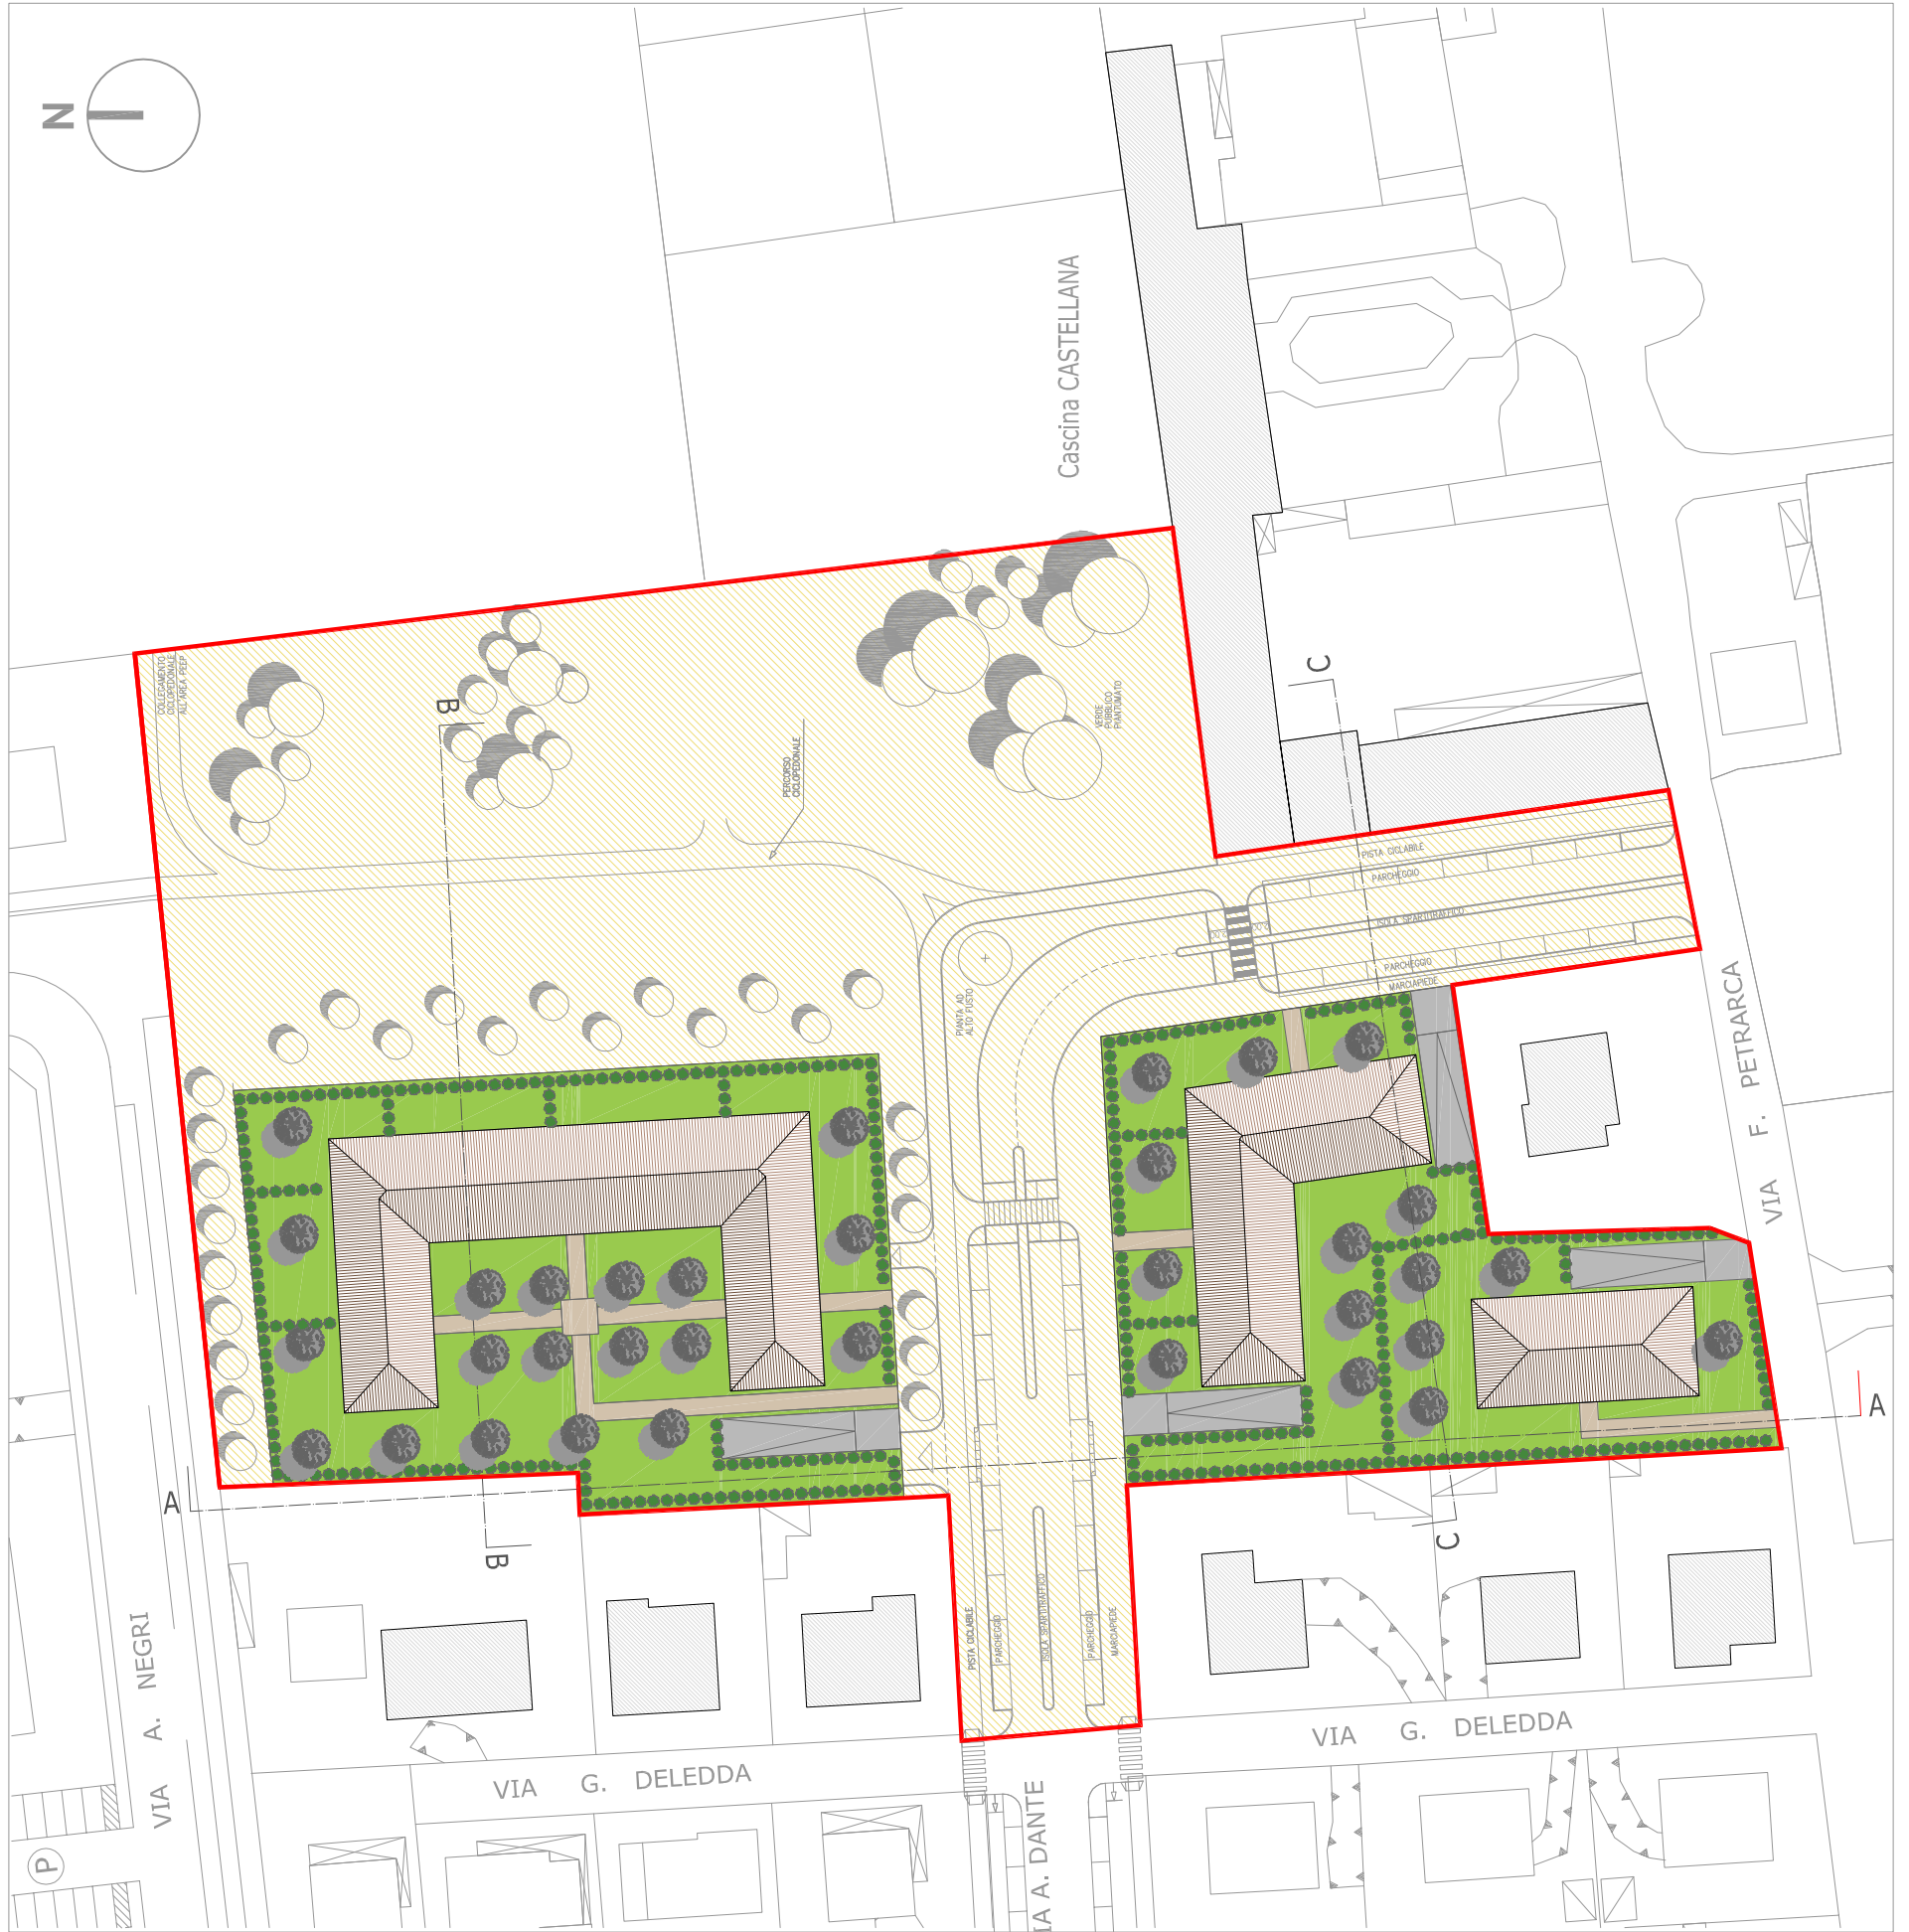 N
Cascina CASTELLANA
COLLEGAMENTO
CICLOPEDONALE
ALL'AREA PEEP
B
C
VERDE
PUBBLICO
PIANTUMATO
PERCORSO
CICLOPEDONALE
PISTA CICLABILE
PARCHEGGIO
ISOLA SPARTITRAFFICO
PARCHEGGIO
MARCIAPIEDE
PIANTA AD
ALTO FUSTO
VIA F. PETRARCA
A
A
B
C
PISTA CICLABILE
PARCHEGGIO
ISOLA SPARTITRAFFICO
PARCHEGGIO
MARCIAPIEDE
VIA A. NEGRI
VIA G. DELEDDA
VIA G. DELEDDA
IA A. DANTE
P